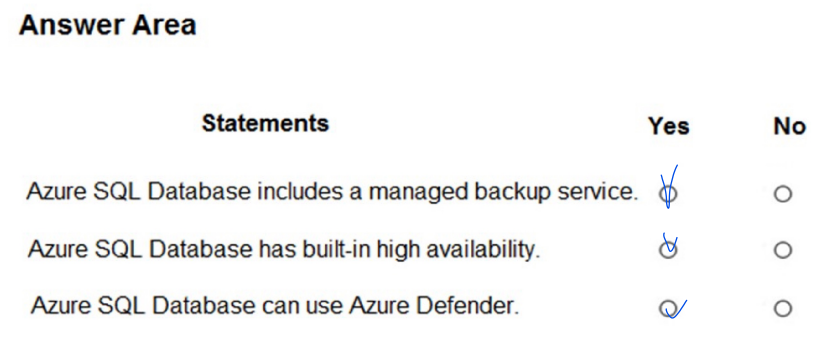 Answer Area
Statements Yes No
Azure SQL Database includes a managed backup service.
Azure SQL Database has built-in high availability.
Azure SQL Database can use Azure Defender.